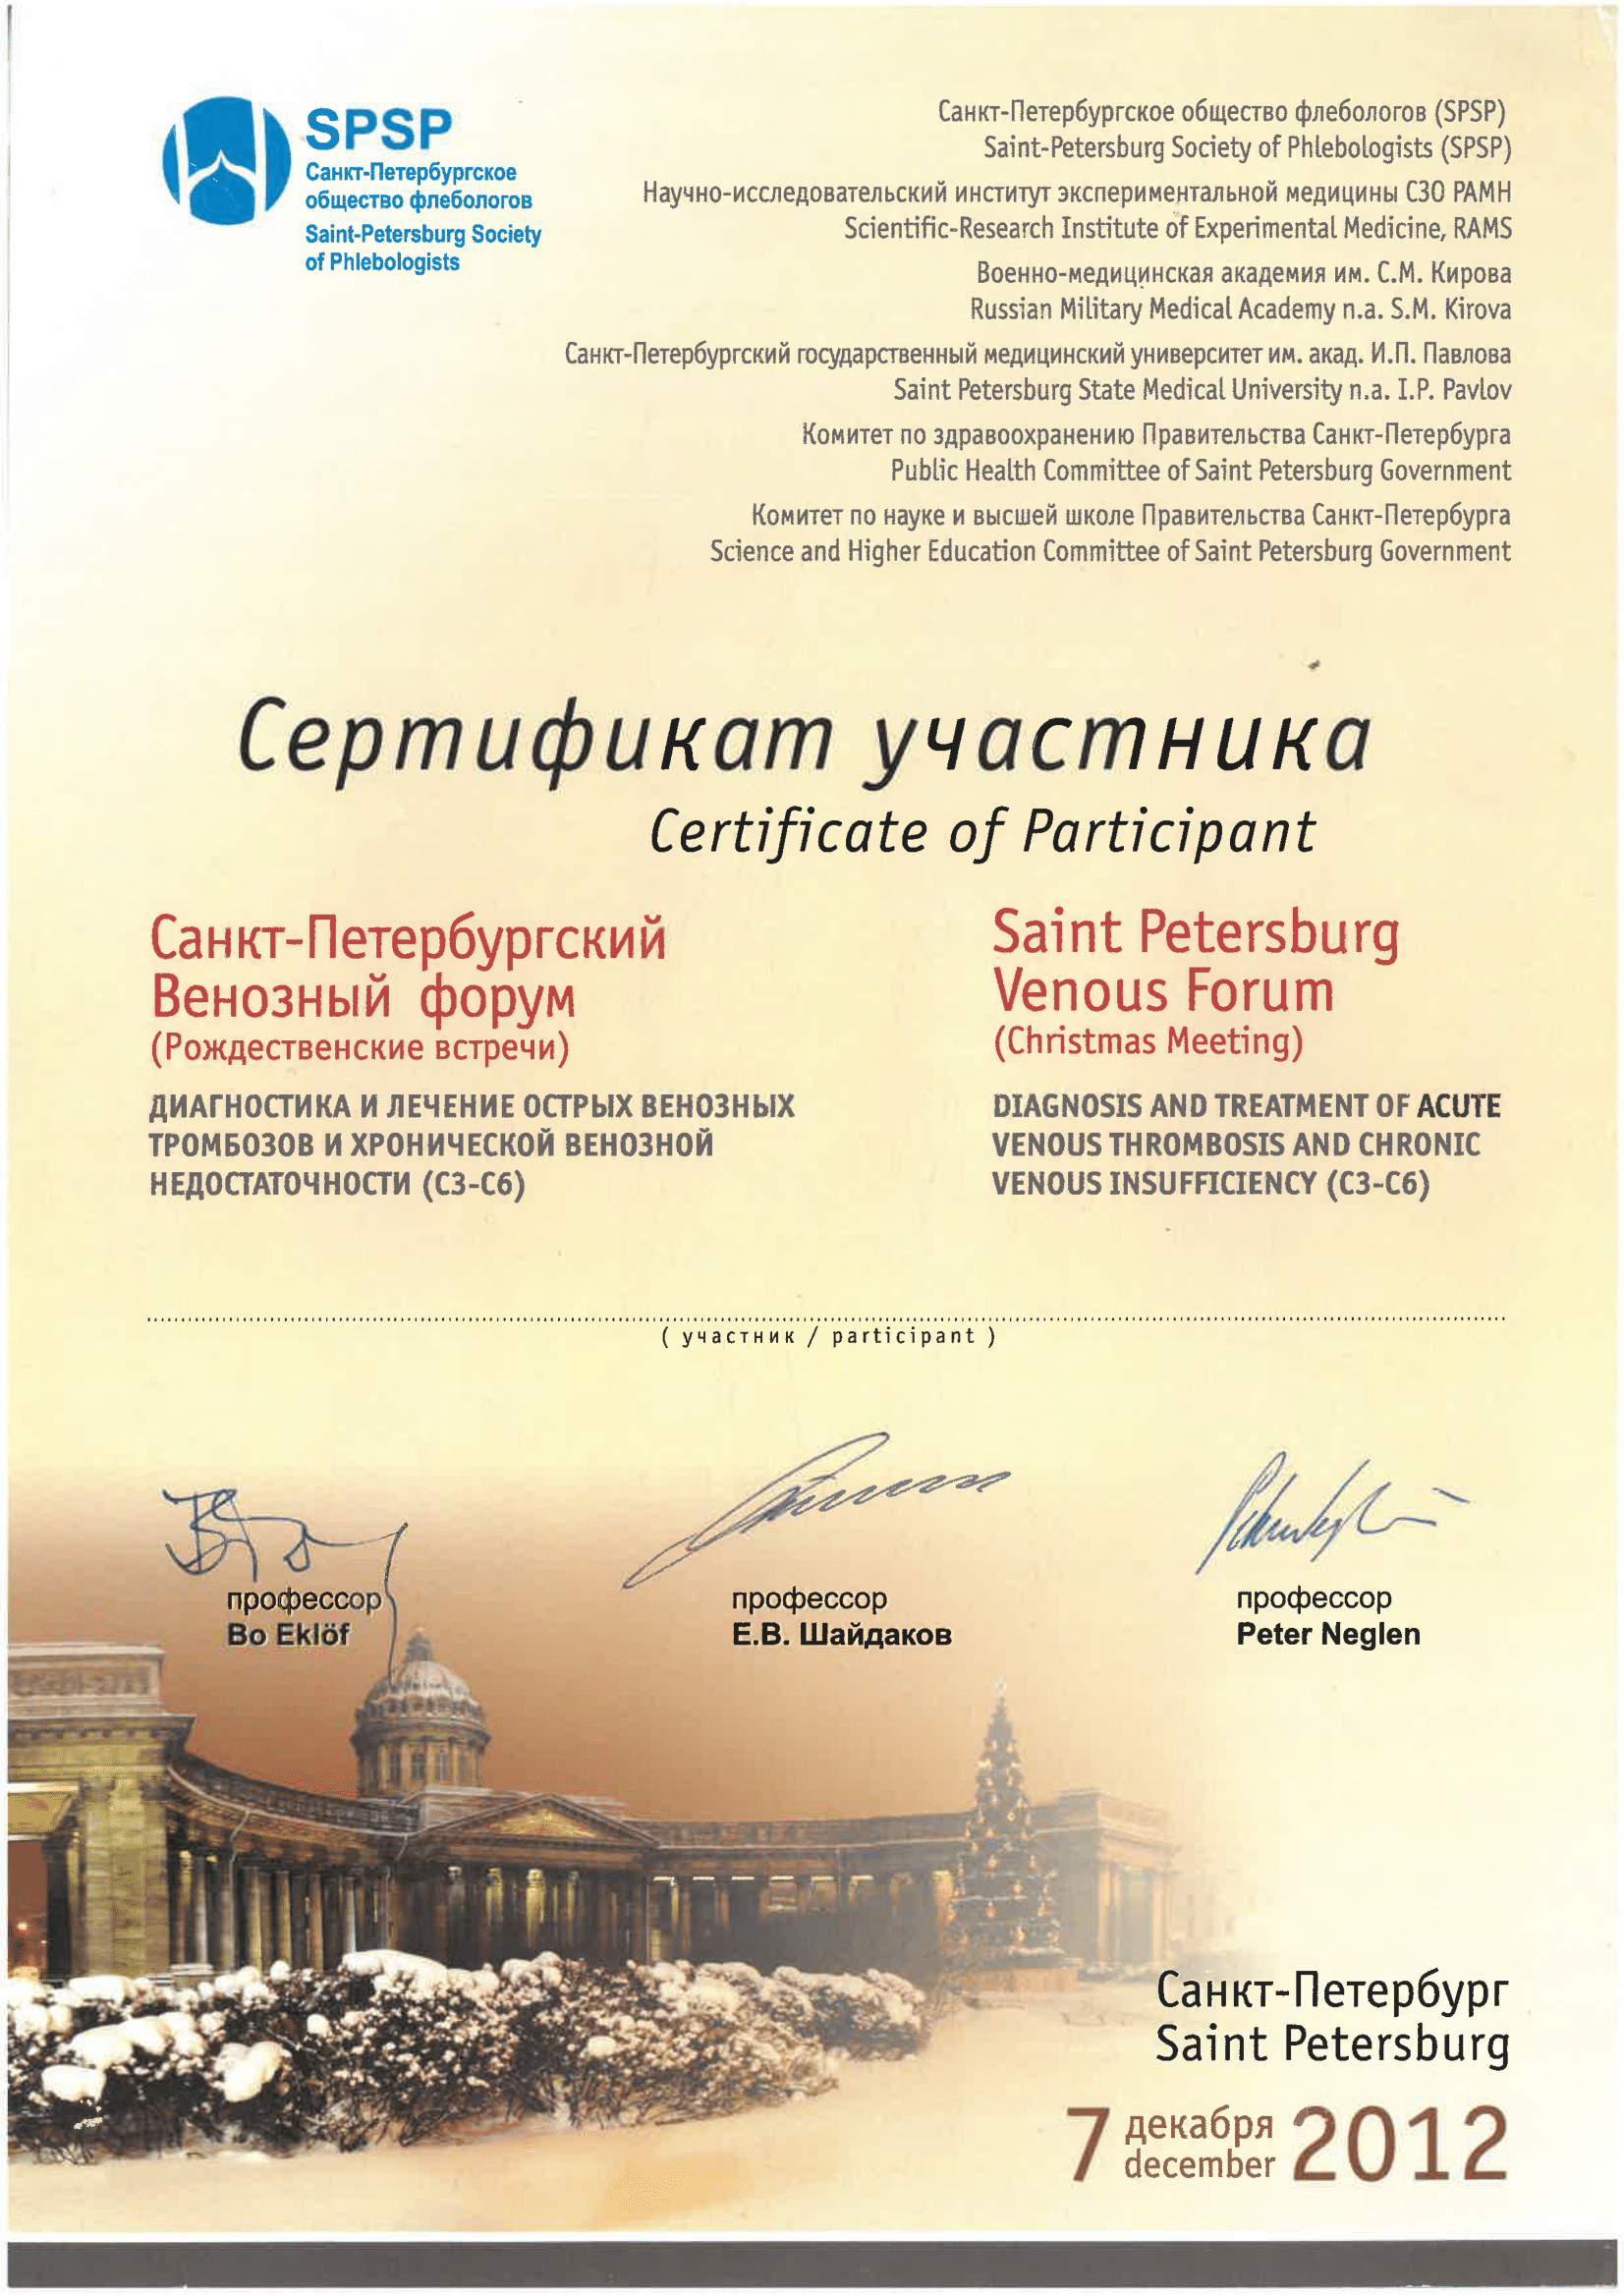 SPSP
Санкт-Петербургское
общество флебологов
Saint-Petersburg Society
of Phlebologists
Санкт-Петербургское общество флебологов (SPSP)
Saint-Petersburg Society of Phlebologists (SPSP)
Научно-исследовательский институт экспериментальной медицины СЗО РАМН
Scientific-Research Institute of Experimental Medicine, RAMS
Военно-медицинская академия им. С.М. Кирова
Russian Military Medical Academy n.a. S.M. Kirova
Санкт-Петербургский государственный медицинский университет им. акад. И.П. Павлова
Saint Petersburg State Medical University n.a. I.P. Pavlov
Комитет по здравоохранению Правительства Санкт-Петербурга
Public Health Committee of Saint Petersburg Government
Комитет по науке и высшей школе Правительства Санкт-Петербурга
Science and Higher Education Committee of Saint Petersburg Government
Сертификат участника
Certificate of Participant
Санкт-Петербургский
Венозный форум
(Рождественские встречи)
ДИАГНОСТИКА И ЛЕЧЕНИЕ ОСТРЫХ ВЕНОЗНЫХ
ТРОМБОЗОВ И ХРОНИЧЕСКОЙ ВЕНОЗНОЙ
НЕДОСТАТОЧНОСТИ (С3-С6)
Saint Petersburg
Venous Forum
(Christmas Meeting)
DIAGNOSIS AND TREATMENT OF ACUTE
VENOUS THROMBOSIS AND CHRONIC
VENOUS INSUFFICIENCY (C3-C6)
( участник / participant )
профессор
Bo Eklöf
профессор
Е.В. Шайдаков
профессор
Peter Neglen
Санкт-Петербург
Saint Petersburg
7 декабря 2012
december